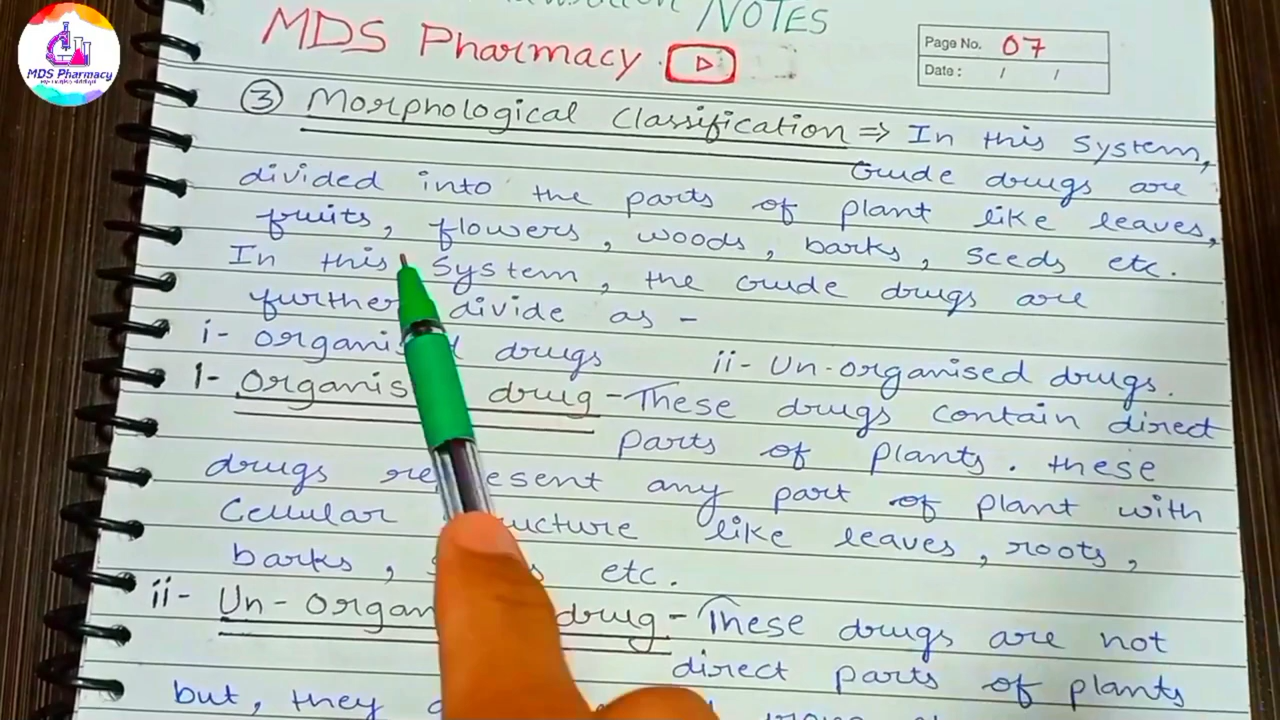 NOTES
MDS Pharmacy
MDS Pharmacy
Page No. 07
Date : / /
③ Morphological Classification ⇒ In this System,
Crude drugs are
divided into the parts of plant like leaves,
fruits, flowers, woods, barks, seeds etc.
In this system, the crude drugs are
further divide as -
i- organis drugs ii- Un-organised drugs.
1- Organis drug - These drugs contain direct
parts of plants. these
drugs re esent any part of plant with
Cellular ucture like leaves, roots,
barks, etc.
ii- Un-Organ drug - These drugs are not
direct parts of plants
but, they